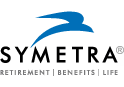 SYMETRA®
RETIREMENT | BENEFITS | LIFE